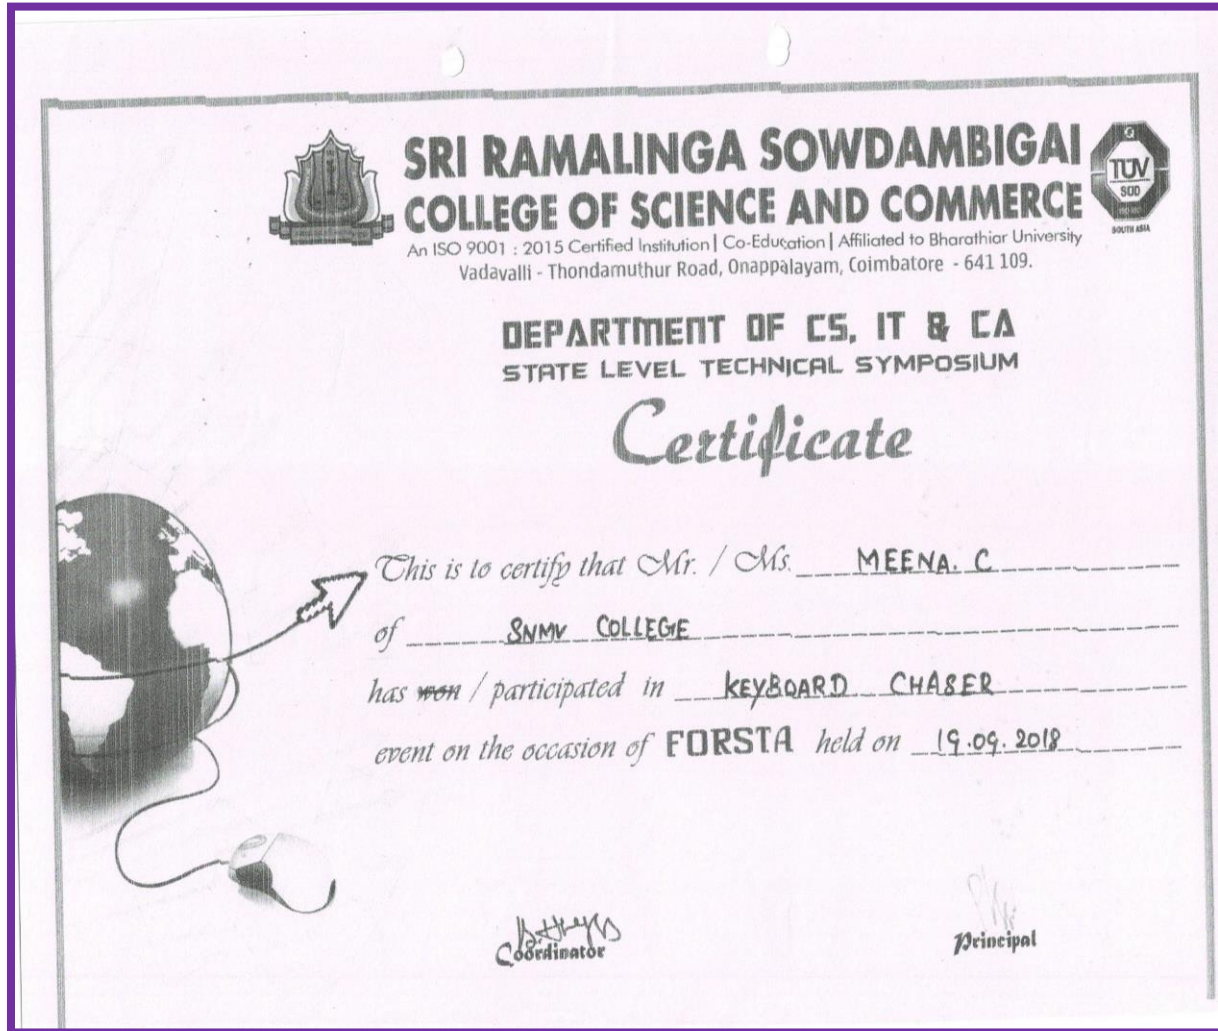 SRI RAMALINGA SOWDAMBIGAI
COLLEGE OF SCIENCE AND COMMERCE
An ISO 9001 : 2015 Certified Institution | Co-Education | Affiliated to Bharathiar University
Vadavalli - Thondamuthur Road, Onappalayam, Coimbatore - 641 109.
TÜV
SÜD
SOUTH ASIA
DEPARTMENT OF CS, IT & CA
STATE LEVEL TECHNICAL SYMPOSIUM
Certificate
This is to certify that Mr. / Ms. MEENA. C
of SNMV COLLEGE
has won / participated in KEYBOARD CHASER
event on the occasion of FORSTA held on 19.09.2018
Coordinator
Principal